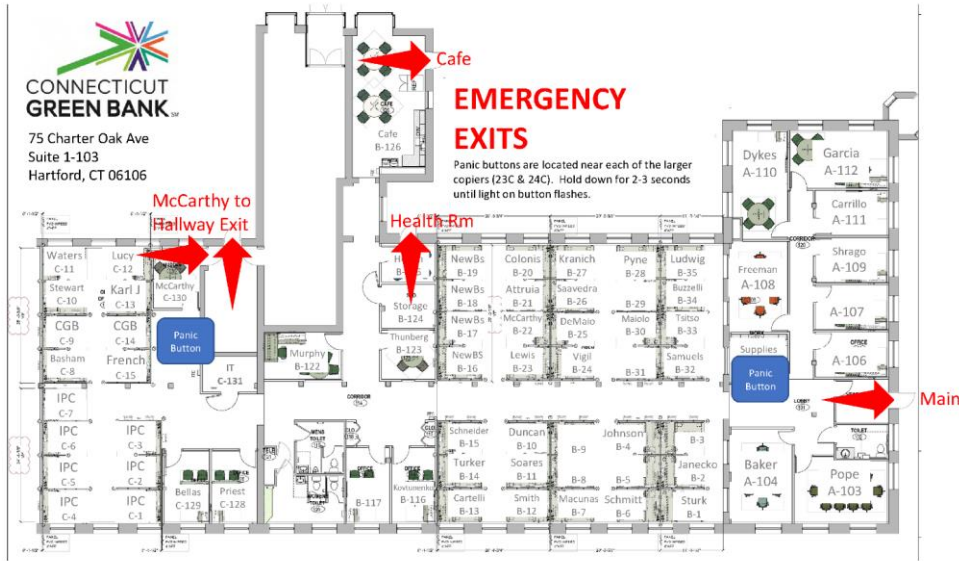 CONNECTICUT
GREEN BANK SM
75 Charter Oak Ave
Suite 1-103
Hartford, CT 06106
EMERGENCY
EXITS
Panic buttons are located near each of the larger
copiers (23C & 24C). Hold down for 2-3 seconds
until light on button flashes.
Cafe
Cafe
B-126
McCarthy to
Hallway Exit
Health Rm
Main
Panic
Button
Panic
Button
Waters
C-11
Lucy
C-12
Stewart
C-10
Karl J
C-13
McCarthy
C-130
CGB
C-9
CGB
C-14
Basham
C-8
French
C-15
IT
C-131
IPC
C-7
IPC
C-6
IPC
C-3
IPC
C-5
IPC
C-2
IPC
C-4
IPC
C-1
Bellas
C-129
Priest
C-128
Murphy
B-122
Storage
B-124
Thunberg
B-123
CORRIDOR
OFFICE
OFFICE
B-117
B-116
NewBS
B-19
Colonis
B-20
Kranich
B-27
Pyne
B-28
Ludwig
B-35
NewBS
B-18
Attruia
B-21
Saavedra
B-26
B-29
Buzzelli
B-34
NewBS
B-17
McCarthy
B-22
DeMaio
B-25
Maiolo
B-30
Tsitso
B-33
NewBS
B-16
Lewis
B-23
Vigil
B-24
B-31
Samuels
B-32
Schneider
B-15
Duncan
B-10
B-9
Johnson
B-4
B-3
Turker
B-14
Soares
B-11
B-8
B-5
Janecko
B-2
Cartelli
B-13
Smith
B-12
Macunas
B-7
Schmitt
B-6
Sturk
B-1
Dykes
A-110
Garcia
A-112
Carrillo
A-111
CORRIDOR
Shrago
A-109
Freeman
A-108
A-107
WORK
Supplies
OFFICE
A-106
LOBBY
TOILET
Baker
A-104
Pope
A-103